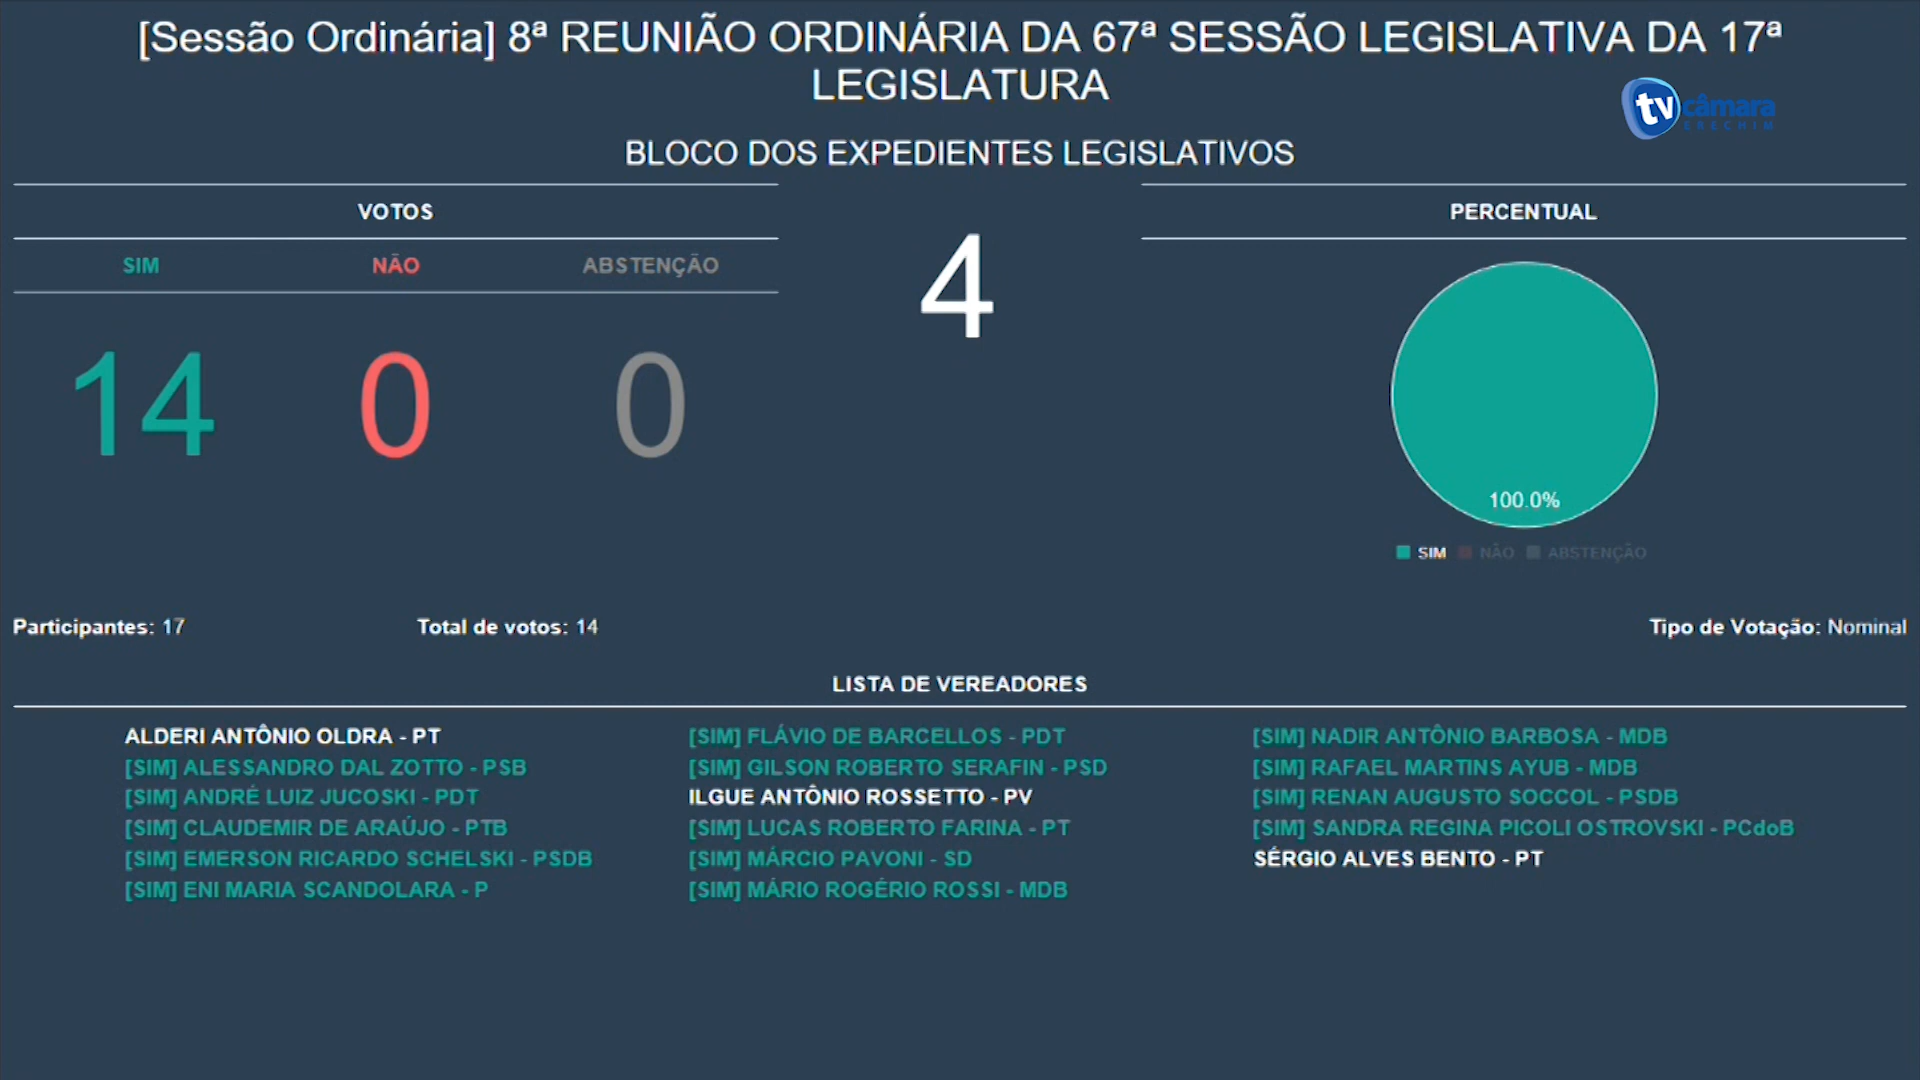 [Sessão Ordinária] 8ª REUNIÃO ORDINÁRIA DA 67ª SESSÃO LEGISLATIVA DA 17ª
LEGISLATURA
tv câmara
ERECHIM
BLOCO DOS EXPEDIENTES LEGISLATIVOS
VOTOS
SIM NÃO ABSTENÇÃO
14 0 0
4
PERCENTUAL
100.0%
SIM NÃO ABSTENÇÃO
Participantes: 17 Total de votos: 14 Tipo de Votação: Nominal
LISTA DE VEREADORES
ALDERI ANTÔNIO OLDRA - PT
[SIM] ALESSANDRO DAL ZOTTO - PSB
[SIM] ANDRÉ LUIZ JUCOSKI - PDT
[SIM] CLAUDEMIR DE ARAÚJO - PTB
[SIM] EMERSON RICARDO SCHELSKI - PSDB
[SIM] ENI MARIA SCANDOLARA - P
[SIM] FLÁVIO DE BARCELLOS - PDT
[SIM] GILSON ROBERTO SERAFIN - PSD
ILGUE ANTÔNIO ROSSETTO - PV
[SIM] LUCAS ROBERTO FARINA - PT
[SIM] MÁRCIO PAVONI - SD
[SIM] MÁRIO ROGÉRIO ROSSI - MDB
[SIM] NADIR ANTÔNIO BARBOSA - MDB
[SIM] RAFAEL MARTINS AYUB - MDB
[SIM] RENAN AUGUSTO SOCCOL - PSDB
[SIM] SANDRA REGINA PICOLI OSTROVSKI - PCdoB
SÉRGIO ALVES BENTO - PT